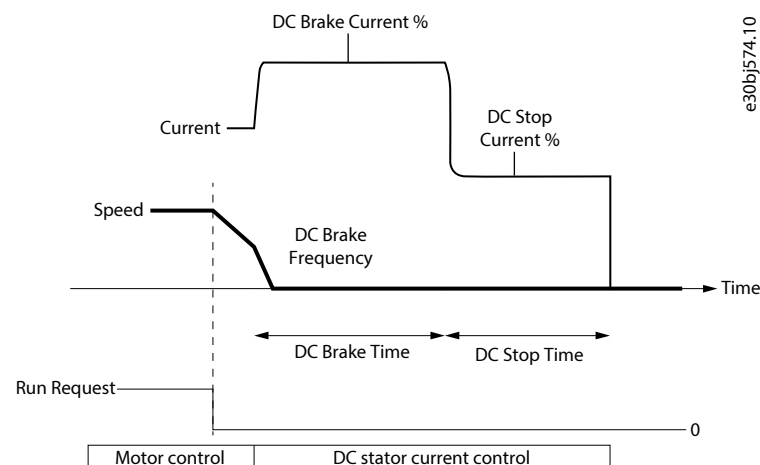 DC Brake Current %
e30bj574.10
Current
DC Stop
Current %
Speed
DC Brake
Frequency
Time
DC Brake Time
DC Stop Time
Run Request
0
Motor control
DC stator current control